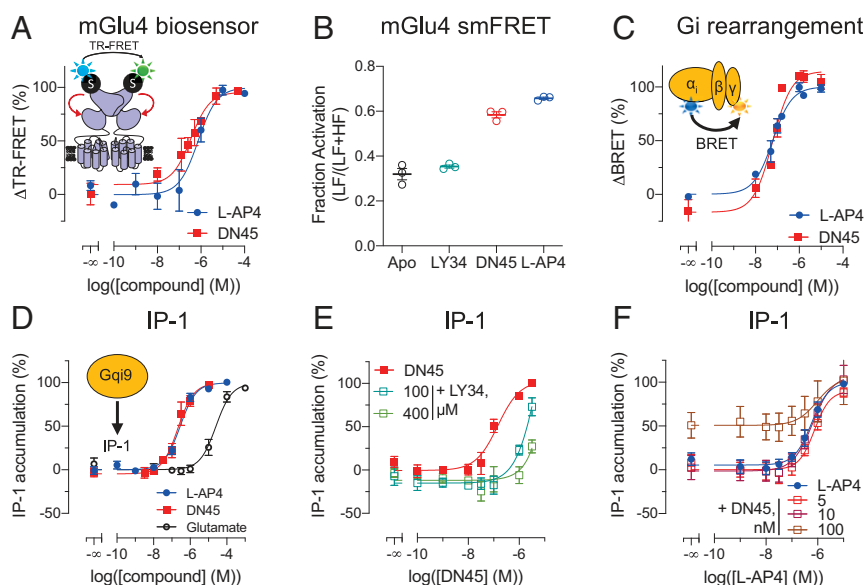 A mGlu4 biosensor
TR-FRET
S S
ΔTR-FRET (%)
100
50
0
L-AP4
DN45
-∞ -10 -8 -6 -4
log([compound] (M))
B mGlu4 smFRET
Fraction Activation
(LF/(LF+HF)
0.8
0.6
0.4
0.2
0.0
Apo LY34 DN45 L-AP4
C Gi rearrangement
αi β γ
BRET
ΔBRET (%)
100
50
0
L-AP4
DN45
-∞ -10 -8 -6 -4
log([compound] (M))
D IP-1
Gqi9
IP-1
IP-1 accumulation (%)
100
50
0
-50
L-AP4
DN45
Glutamate
-∞ -10 -8 -6 -4
log([compound] (M))
E IP-1
DN45
100 + LY34,
400 μM
IP-1 accumulation (%)
100
50
0
-50
-∞ -10 -8 -6
log([DN45] (M))
F IP-1
IP-1 accumulation (%)
100
50
0
-50
L-AP4
+ DN45, 5
nM 10
100
-∞ -10 -8 -6
log([L-AP4] (M))